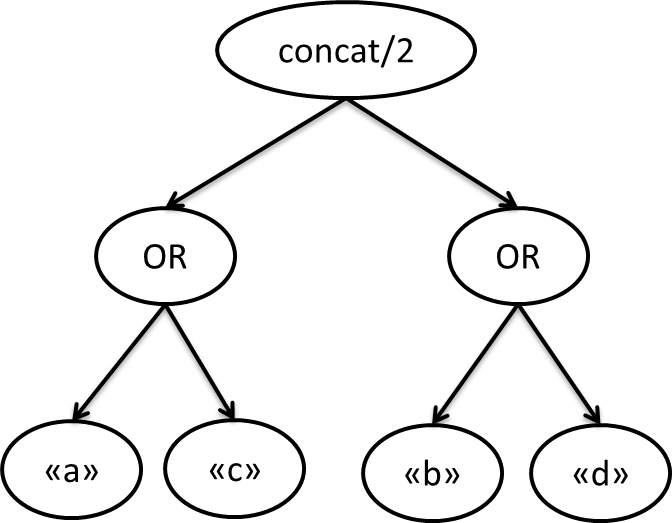 concat/2
OR
OR
«a»
«c»
«b»
«d»